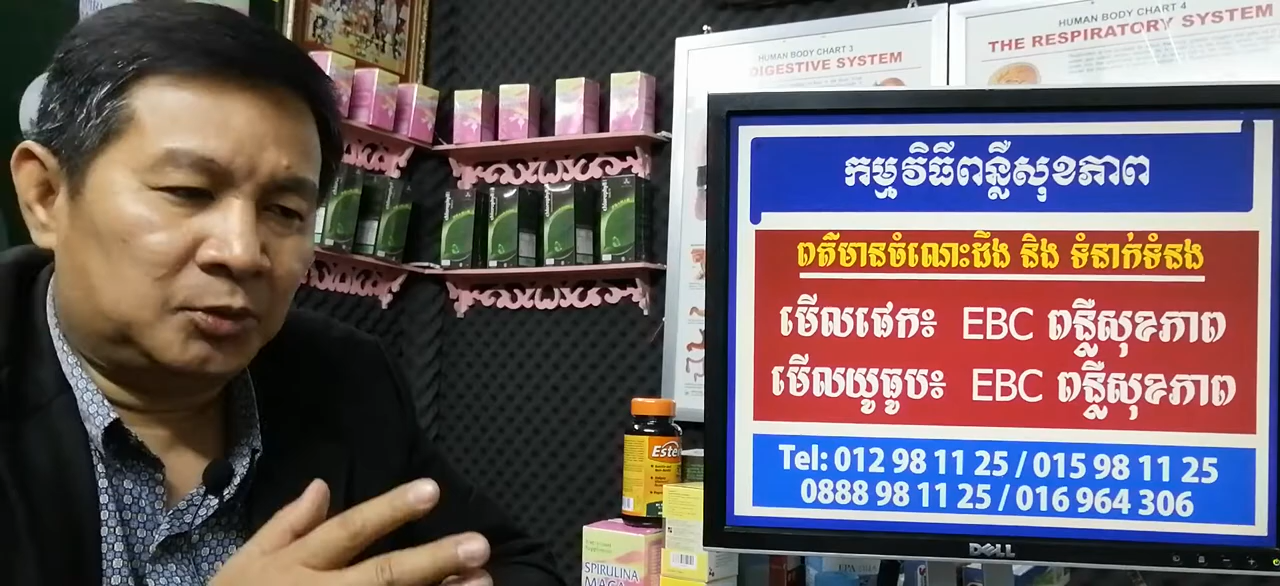 HUMAN BODY CHART 3
DIGESTIVE SYSTEM
HUMAN BODY CHART 4
THE RESPIRATORY SYSTEM
កម្មវិធីពន្លឺសុខភាព
ពត៌មានចំណេះដឹង និង ទំនាក់ទំនង
មើលផេក៖ EBC ពន្លឺសុខភាព
មើលយូធូប៖ EBC ពន្លឺសុខភាព
Tel: 012 98 11 25 / 015 98 11 25
0888 98 11 25 / 016 964 306
DELL
Ester
SPIRULINA
MACA